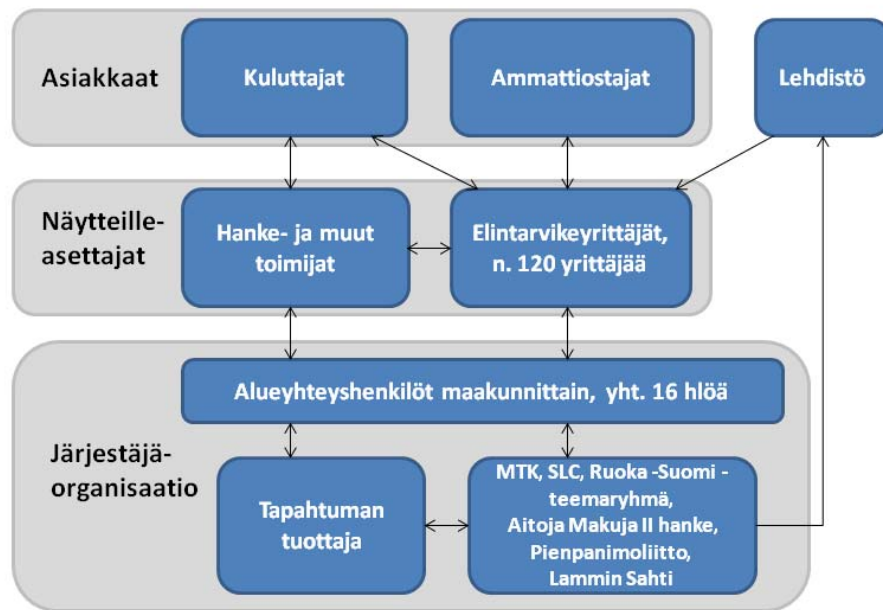 Asiakkaat
Kuluttajat
Ammattiostajat
Lehdistö
Näytteille-
asettajat
Hanke- ja muut
toimijat
Elintarvikeyrittäjät,
n. 120 yrittäjää
Alueyhteyshenkilöt maakunnittain, yht. 16 hlöä
Järjestäjä-
organisaatio
Tapahtuman
tuottaja
MTK, SLC, Ruoka -Suomi -
teemaryhmä,
Aitoja Makuja II hanke,
Pienpanimoliitto,
Lammin Sahti